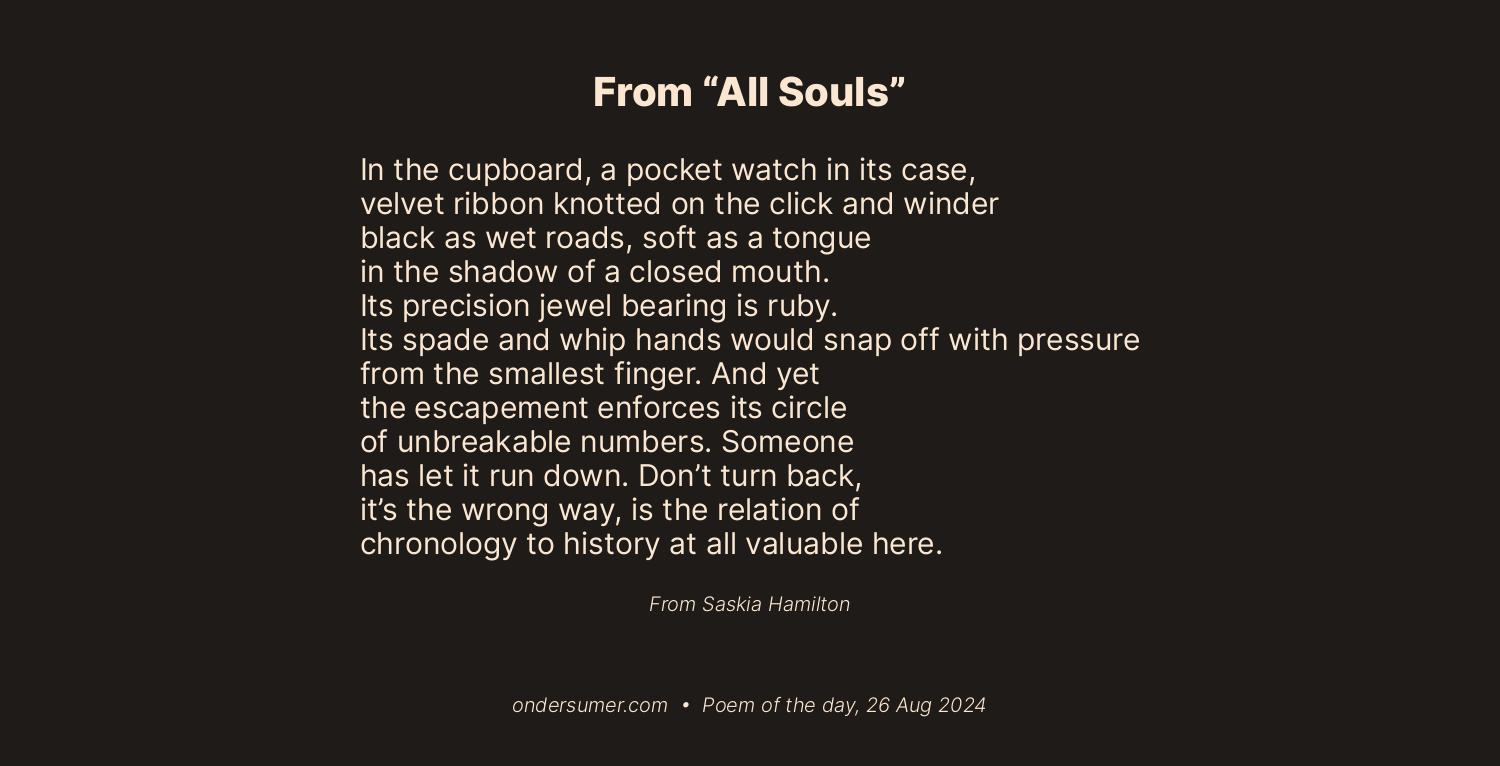 From “All Souls”
In the cupboard, a pocket watch in its case,
velvet ribbon knotted on the click and winder
black as wet roads, soft as a tongue
in the shadow of a closed mouth.
Its precision jewel bearing is ruby.
Its spade and whip hands would snap off with pressure
from the smallest finger. And yet
the escapement enforces its circle
of unbreakable numbers. Someone
has let it run down. Don’t turn back,
it’s the wrong way, is the relation of
chronology to history at all valuable here.
From Saskia Hamilton
ondersumer.com • Poem of the day, 26 Aug 2024